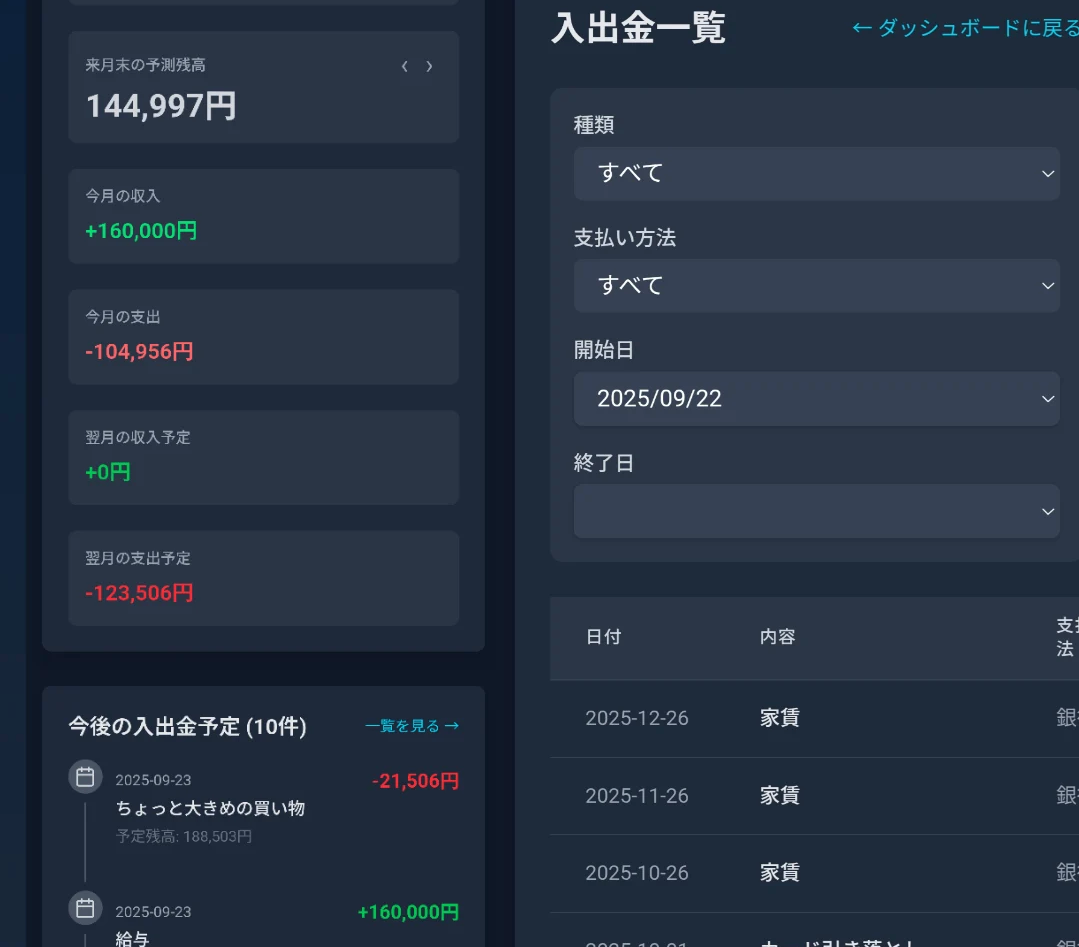 来月末の予測残高
144,997円
今月の収入
+160,000円
今月の支出
-104,956円
翌月の収入予定
+0円
翌月の支出予定
-123,506円
今後の入出金予定 (10件)
一覧を見る →
2025-09-23
-21,506円
ちょっと大きめの買い物
予定残高: 188,503円
2025-09-23
+160,000円
給与
入出金一覧
← ダッシュボードに戻る
種類
すべて
支払い方法
すべて
開始日
2025/09/22
終了日
日付
内容
支払
法
2025-12-26
家賃
銀
2025-11-26
家賃
銀
2025-10-26
家賃
銀